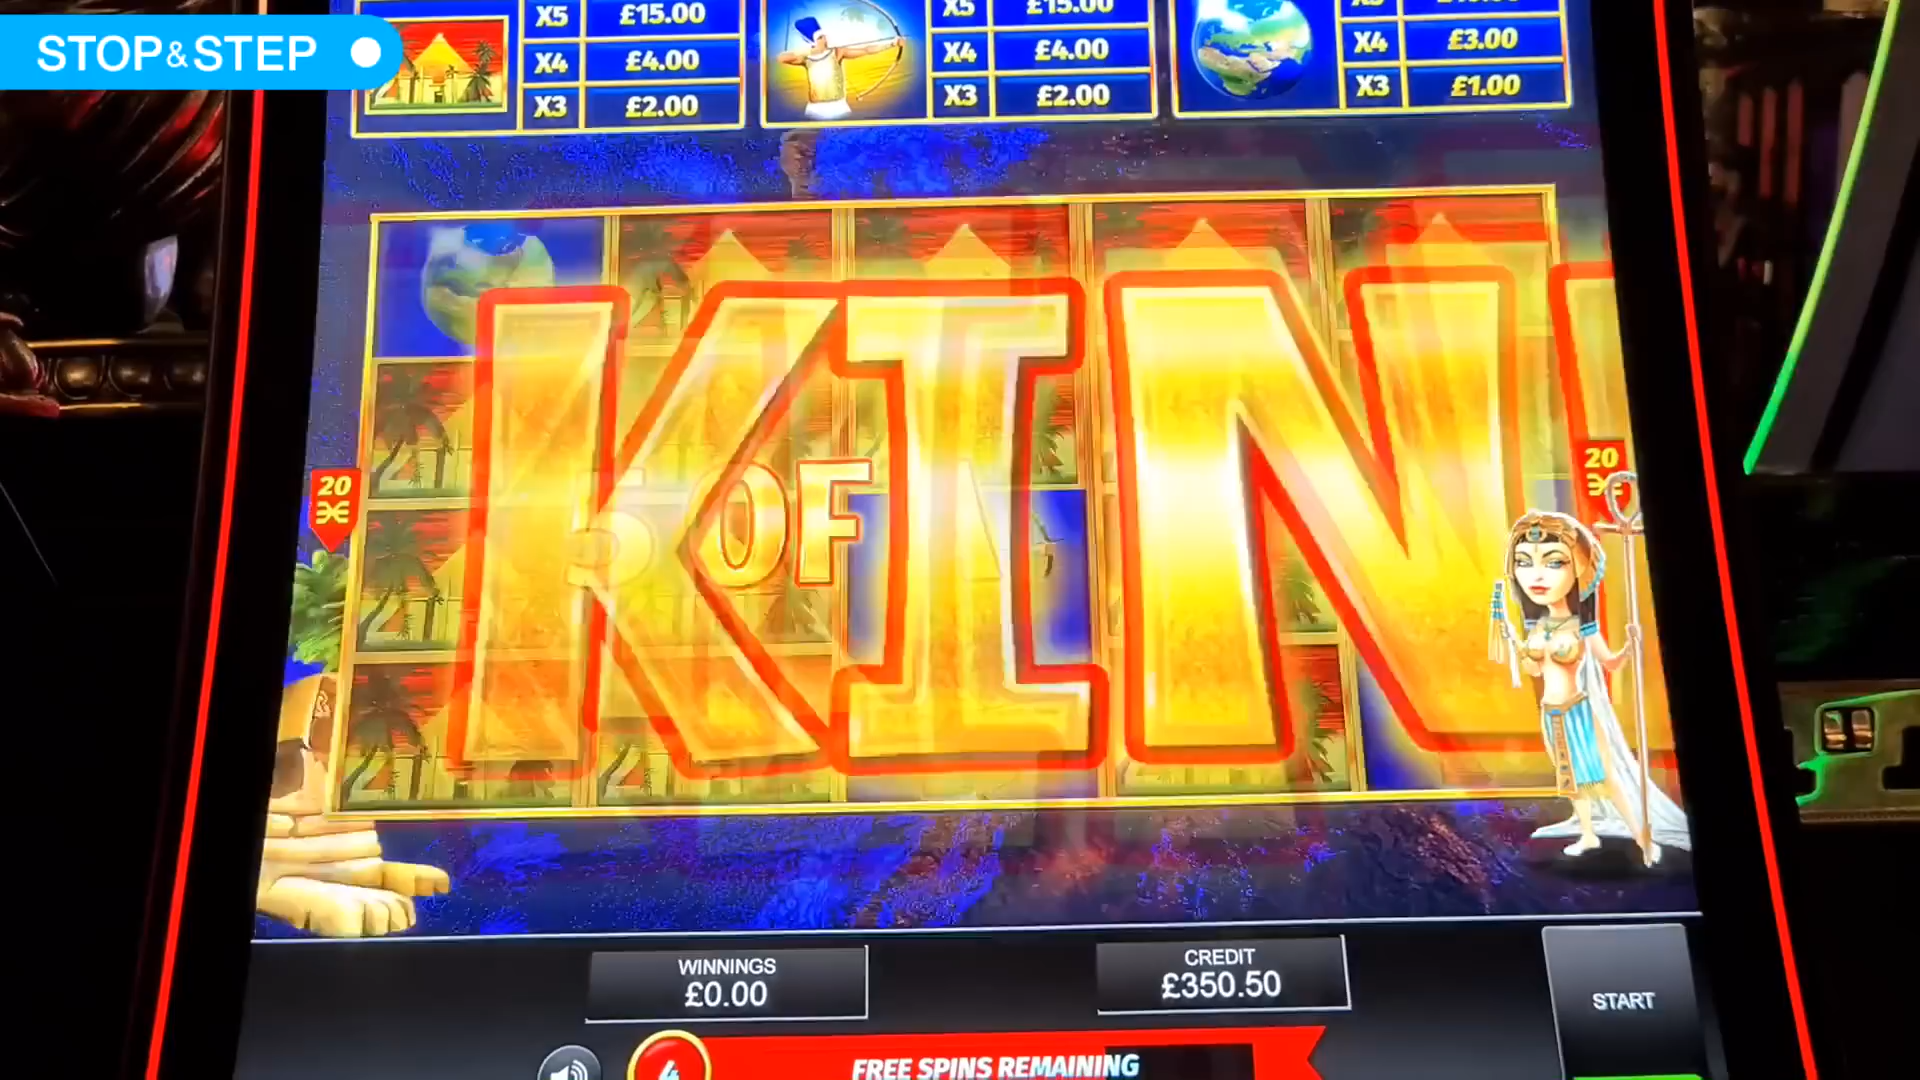 STOP&STEP
X5 £15.00
X4 £4.00
X3 £2.00
X5 £15.00
X4 £4.00
X3 £2.00
X4 £3.00
X3 £1.00
5 OF A
KIN
20
20
WINNINGS
£0.00
CREDIT
£350.50
START
4
FREE SPINS REMAINING